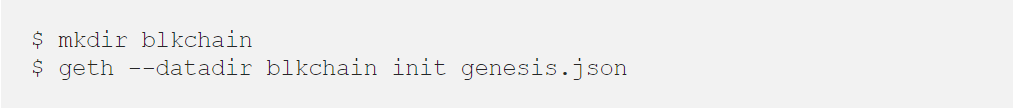 $ mkdir blkchain
$ geth --datadir blkchain init genesis.json